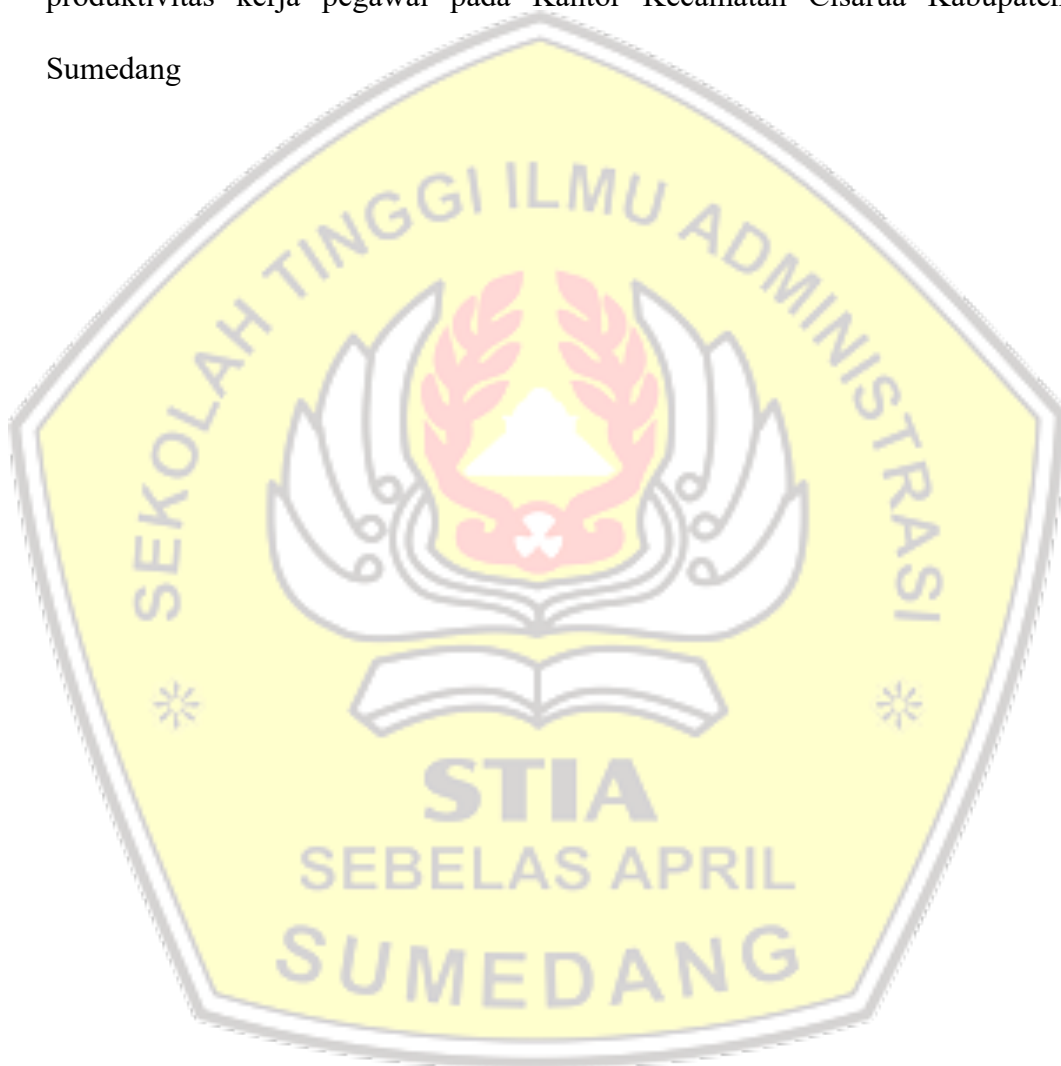 produktivitas kerja pegawai pada Kantor Kecamatan Cisarua Kabupaten
Sumedang
SEKOLAH TINGGI ILMU ADMINISTRASI
STIA
SEBELAS APRIL
SUMEDANG